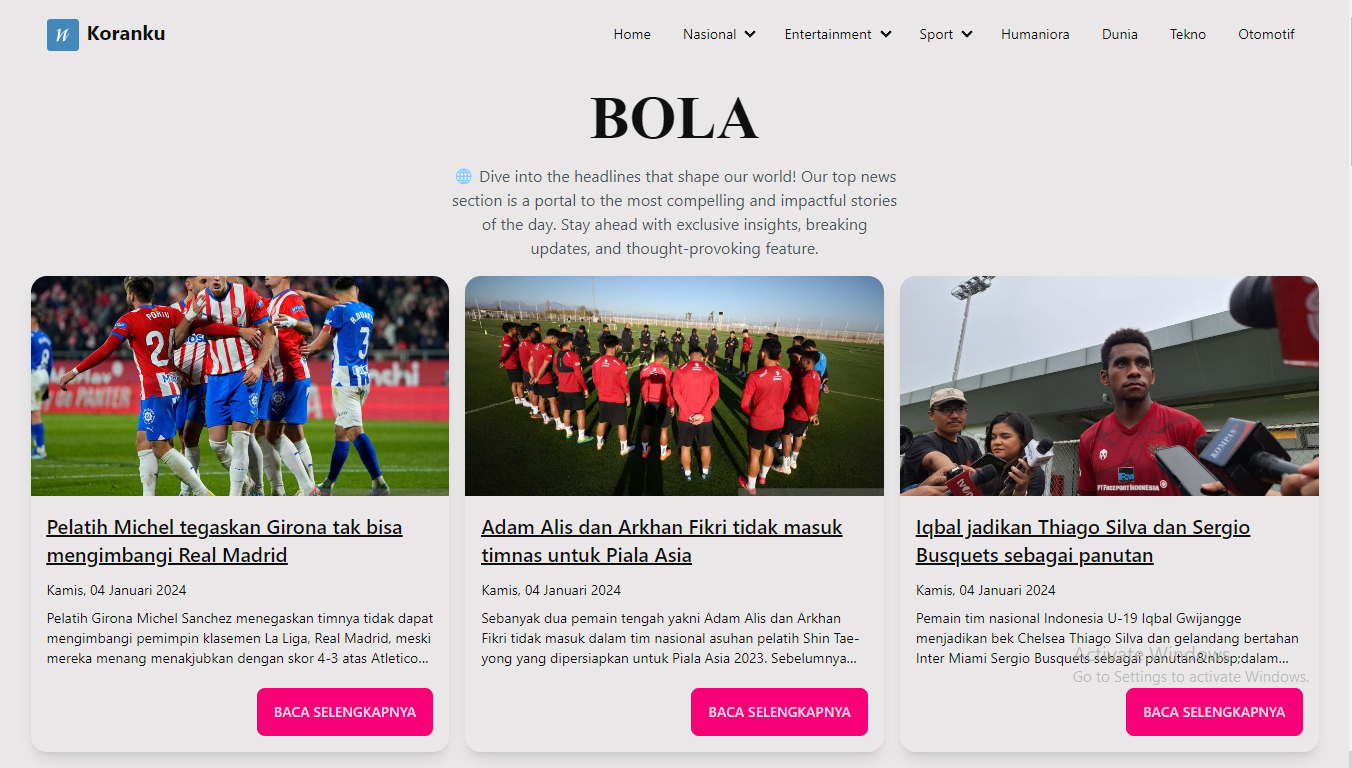 Koranku
Home Nasional Entertainment Sport Humaniora Dunia Tekno Otomotif
BOLA
🌐 Dive into the headlines that shape our world! Our top news
section is a portal to the most compelling and impactful stories
of the day. Stay ahead with exclusive insights, breaking
updates, and thought-provoking feature.
2
3
8
KOMPAS
tvOne
PT FREEPORT INDONESIA
Pelatih Michel tegaskan Girona tak bisa
mengimbangi Real Madrid
Kamis, 04 Januari 2024
Pelatih Girona Michel Sanchez menegaskan timnya tidak dapat
mengimbangi pemimpin klasemen La Liga, Real Madrid, meski
mereka menang menakjubkan dengan skor 4-3 atas Atletico...
BACA SELENGKAPNYA
Adam Alis dan Arkhan Fikri tidak masuk
timnas untuk Piala Asia
Kamis, 04 Januari 2024
Sebanyak dua pemain tengah yakni Adam Alis dan Arkhan
Fikri tidak masuk dalam tim nasional asuhan pelatih Shin Tae-
yong yang dipersiapkan untuk Piala Asia 2023. Sebelumnya...
BACA SELENGKAPNYA
Iqbal jadikan Thiago Silva dan Sergio
Busquets sebagai panutan
Kamis, 04 Januari 2024
Pemain tim nasional Indonesia U-19 Iqbal Gwijangge
menjadikan bek Chelsea Thiago Silva dan gelandang bertahan
Inter Miami Sergio Busquets sebagai panutan&nbsp;dalam...
BACA SELENGKAPNYA
Activate Windows
Go to Settings to activate Windows.